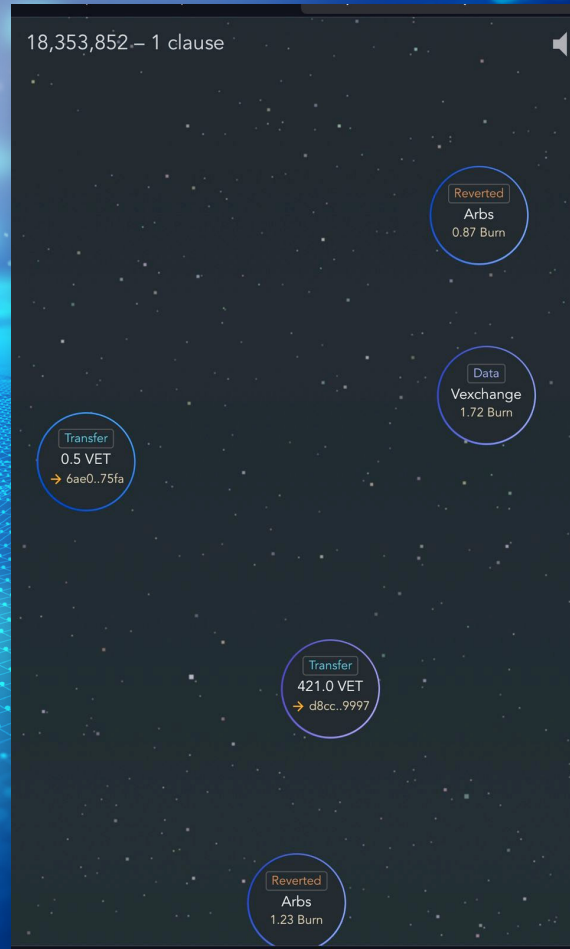 18,353,852 – 1 clause
Reverted
Arbs
0.87 Burn
Data
Vexchange
1.72 Burn
Transfer
0.5 VET
→ 6ae0..75fa
Transfer
421.0 VET
→ d8cc..9997
Reverted
Arbs
1.23 Burn